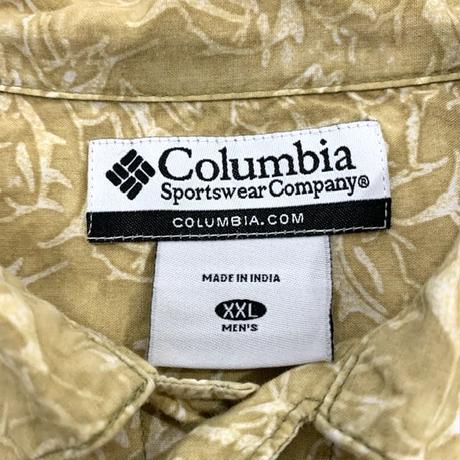 Columbia
Sportswear Company®
COLUMBIA.COM
MADE IN INDIA
XXL
MEN'S